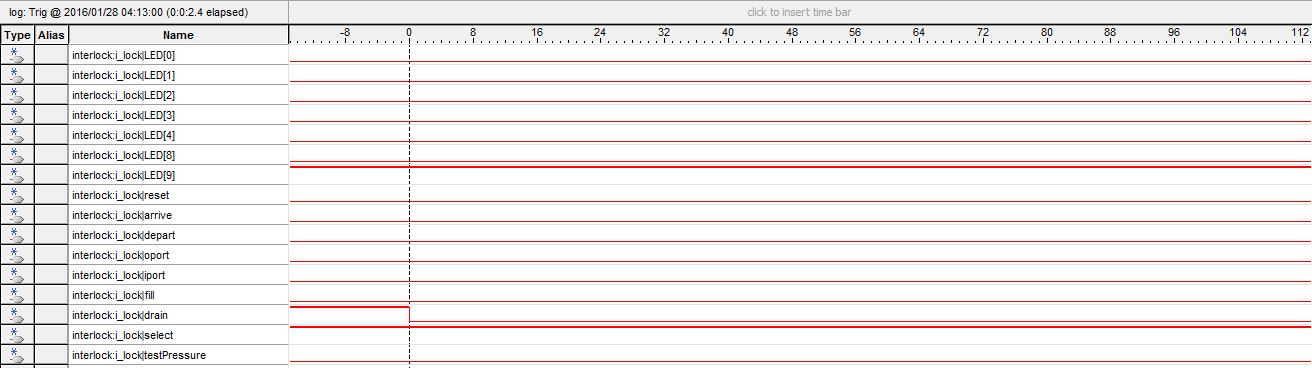 log: Trig @ 2016/01/28 04:13:00 (0:0:2.4 elapsed) click to insert time bar
Type Alias Name -8 0 8 16 24 32 40 48 56 64 72 80 88 96 104 112
interlock:i_lock|LED[0]
interlock:i_lock|LED[1]
interlock:i_lock|LED[2]
interlock:i_lock|LED[3]
interlock:i_lock|LED[4]
interlock:i_lock|LED[8]
interlock:i_lock|LED[9]
interlock:i_lock|reset
interlock:i_lock|arrive
interlock:i_lock|depart
interlock:i_lock|oport
interlock:i_lock|iport
interlock:i_lock|fill
interlock:i_lock|drain
interlock:i_lock|select
interlock:i_lock|testPressure